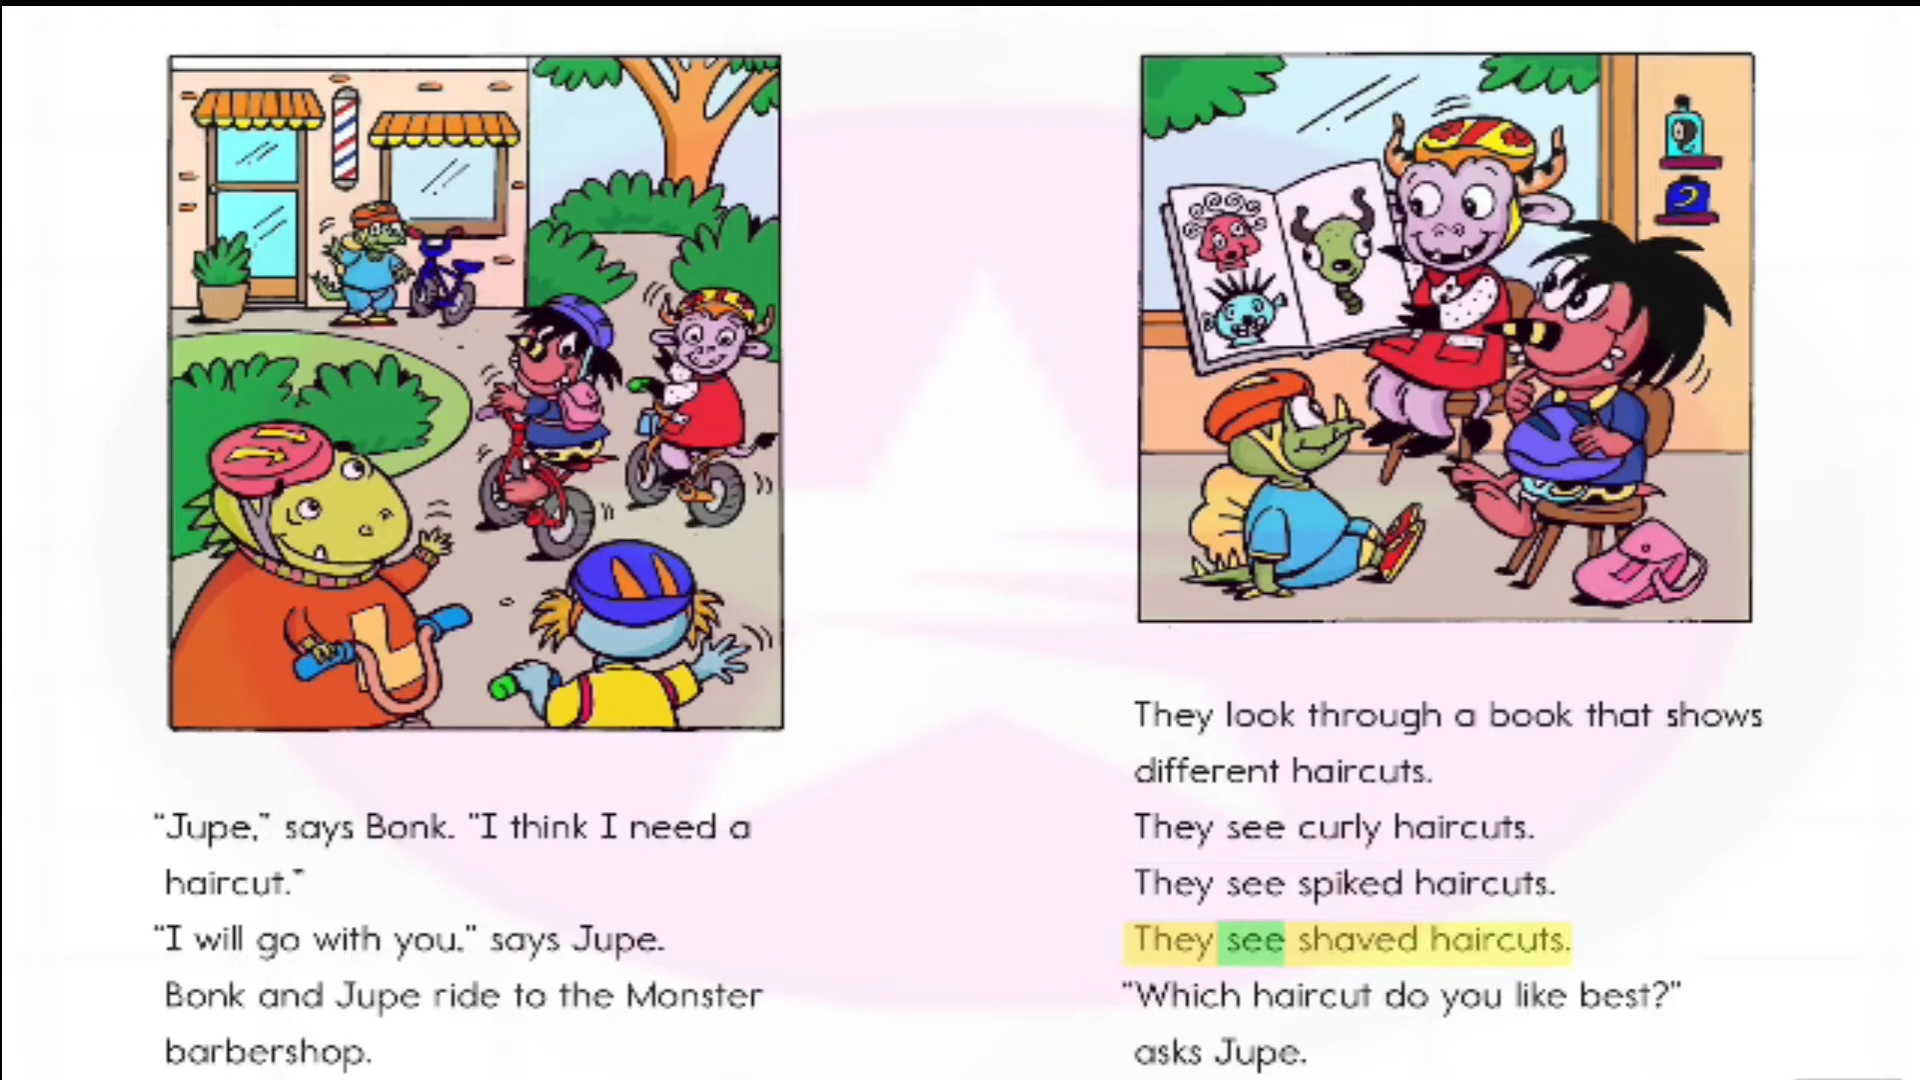 "Jupe," says Bonk. "I think I need a
haircut."
"I will go with you," says Jupe.
Bonk and Jupe ride to the Monster
barbershop.
They look through a book that shows
different haircuts.
They see curly haircuts.
They see spiked haircuts.
They see shaved haircuts.
"Which haircut do you like best?"
asks Jupe.